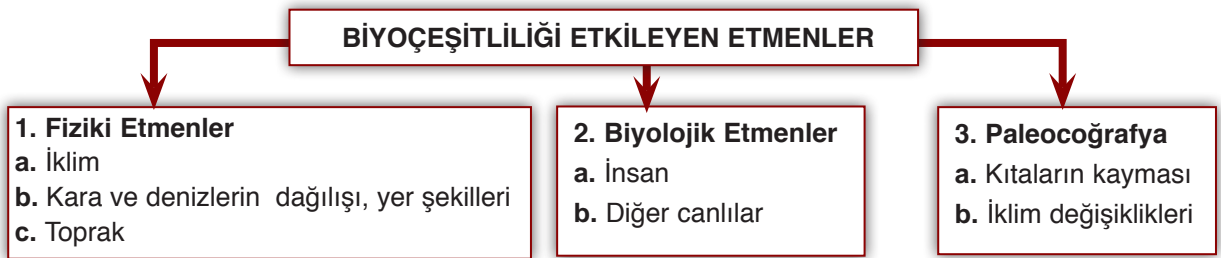 BİYOÇEŞİTLİLİĞİ ETKİLEYEN ETMENLER
1. Fiziki Etmenler
a. İklim
b. Kara ve denizlerin dağılışı, yer şekilleri
c. Toprak
2. Biyolojik Etmenler
a. İnsan
b. Diğer canlılar
3. Paleocoğrafya
a. Kıtaların kayması
b. İklim değişiklikleri